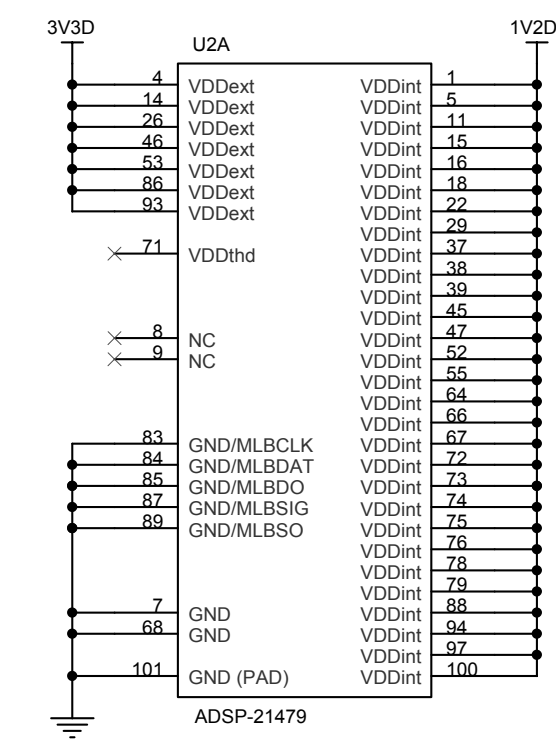 3V3D 1V2D
U2A
4 VDDext VDDint 1
14 VDDext VDDint 5
26 VDDext VDDint 11
46 VDDext VDDint 15
53 VDDext VDDint 16
86 VDDext VDDint 18
93 VDDext VDDint 22
VDDint 29
71 VDDthd VDDint 37
VDDint 38
VDDint 39
VDDint 45
8 NC VDDint 47
9 NC VDDint 52
VDDint 55
VDDint 64
VDDint 66
83 GND/MLBCLK VDDint 67
84 GND/MLBDAT VDDint 72
85 GND/MLBDO VDDint 73
87 GND/MLBSIG VDDint 74
89 GND/MLBSO VDDint 75
VDDint 76
VDDint 78
VDDint 79
7 GND VDDint 88
68 GND VDDint 94
VDDint 97
101 GND (PAD) VDDint 100
ADSP-21479